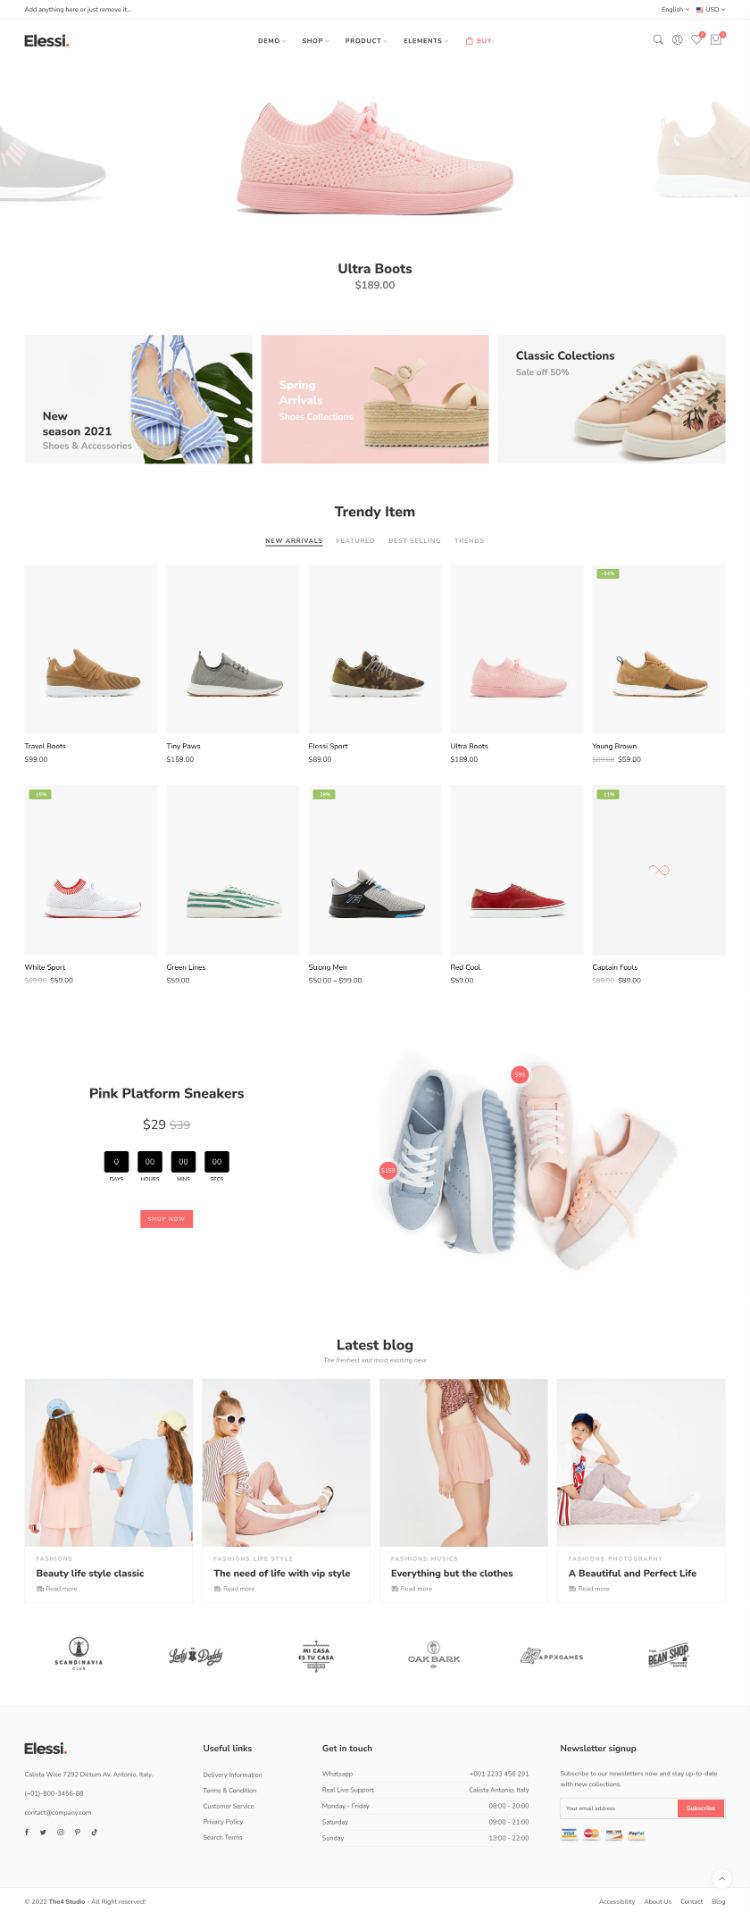 Add anything here or just remove it...
English
USD
Elessi.
DEMO
SHOP
PRODUCT
ELEMENTS
BUY
0
0
Ultra Boots
$189.00
New
season 2021
Shoes & Accessories
Spring
Arrivals
Shoes Collections
Classic Colections
Sale off 50%
Trendy Item
NEW ARRIVALS
FEATURED
BEST SELLING
TRENDS
-34%
Travel Boots
$99.00
Tiny Paws
$159.00
Elessi Sport
$89.00
Ultra Boots
$189.00
Young Brown
$89.00 $59.00
-15%
-11%
White Sport
$69.00 $59.00
Green Lines
$59.00
Strong Men
$50.00 – $99.00
Red Cool
$59.00
Captain Foots
$99.00 $89.00
Pink Platform Sneakers
$29 $39
0
00
00
00
DAYS
HOURS
MINS
SECS
SHOP NOW
$99
$159
Latest blog
The freshest and most exciting new
FASHIONS
Beauty life style classic
Read more
FASHIONS, LIFE STYLE
The need of life with vip style
Read more
FASHIONS, MUSICS
Everything but the clothes
Read more
FASHIONS, PHOTOGRAPHY
A Beautiful and Perfect Life
Read more
SCANDINAVIA
CLUB
Lady & Daddy
MI CASA
ES TU CASA
OAK BARK
APPXGAMES
THE
BEAN SHOP
Elessi.
Calista Wise 7292 Dictum Av. Antonio, Italy.
(+01)-800-3456-88
contact@company.com
Useful links
Delivery Information
Terms & Condition
Customer Service
Privacy Policy
Search Terms
Get in touch
Whatsapp +001 2233 456 291
Real Live Support Calista Antonio, Italy
Monday - Friday 08:00 - 20:00
Saturday 09:00 - 21:00
Sunday 13:00 - 22:00
Newsletter signup
Subscribe to our newsletters now and stay up-to-date
with new collections.
Your email address
Subscribe
VISA
MasterCard
DISCOVER
PayPal
© 2022 The4 Studio - All Right reserved!
Accessibility
About Us
Contact
Blog